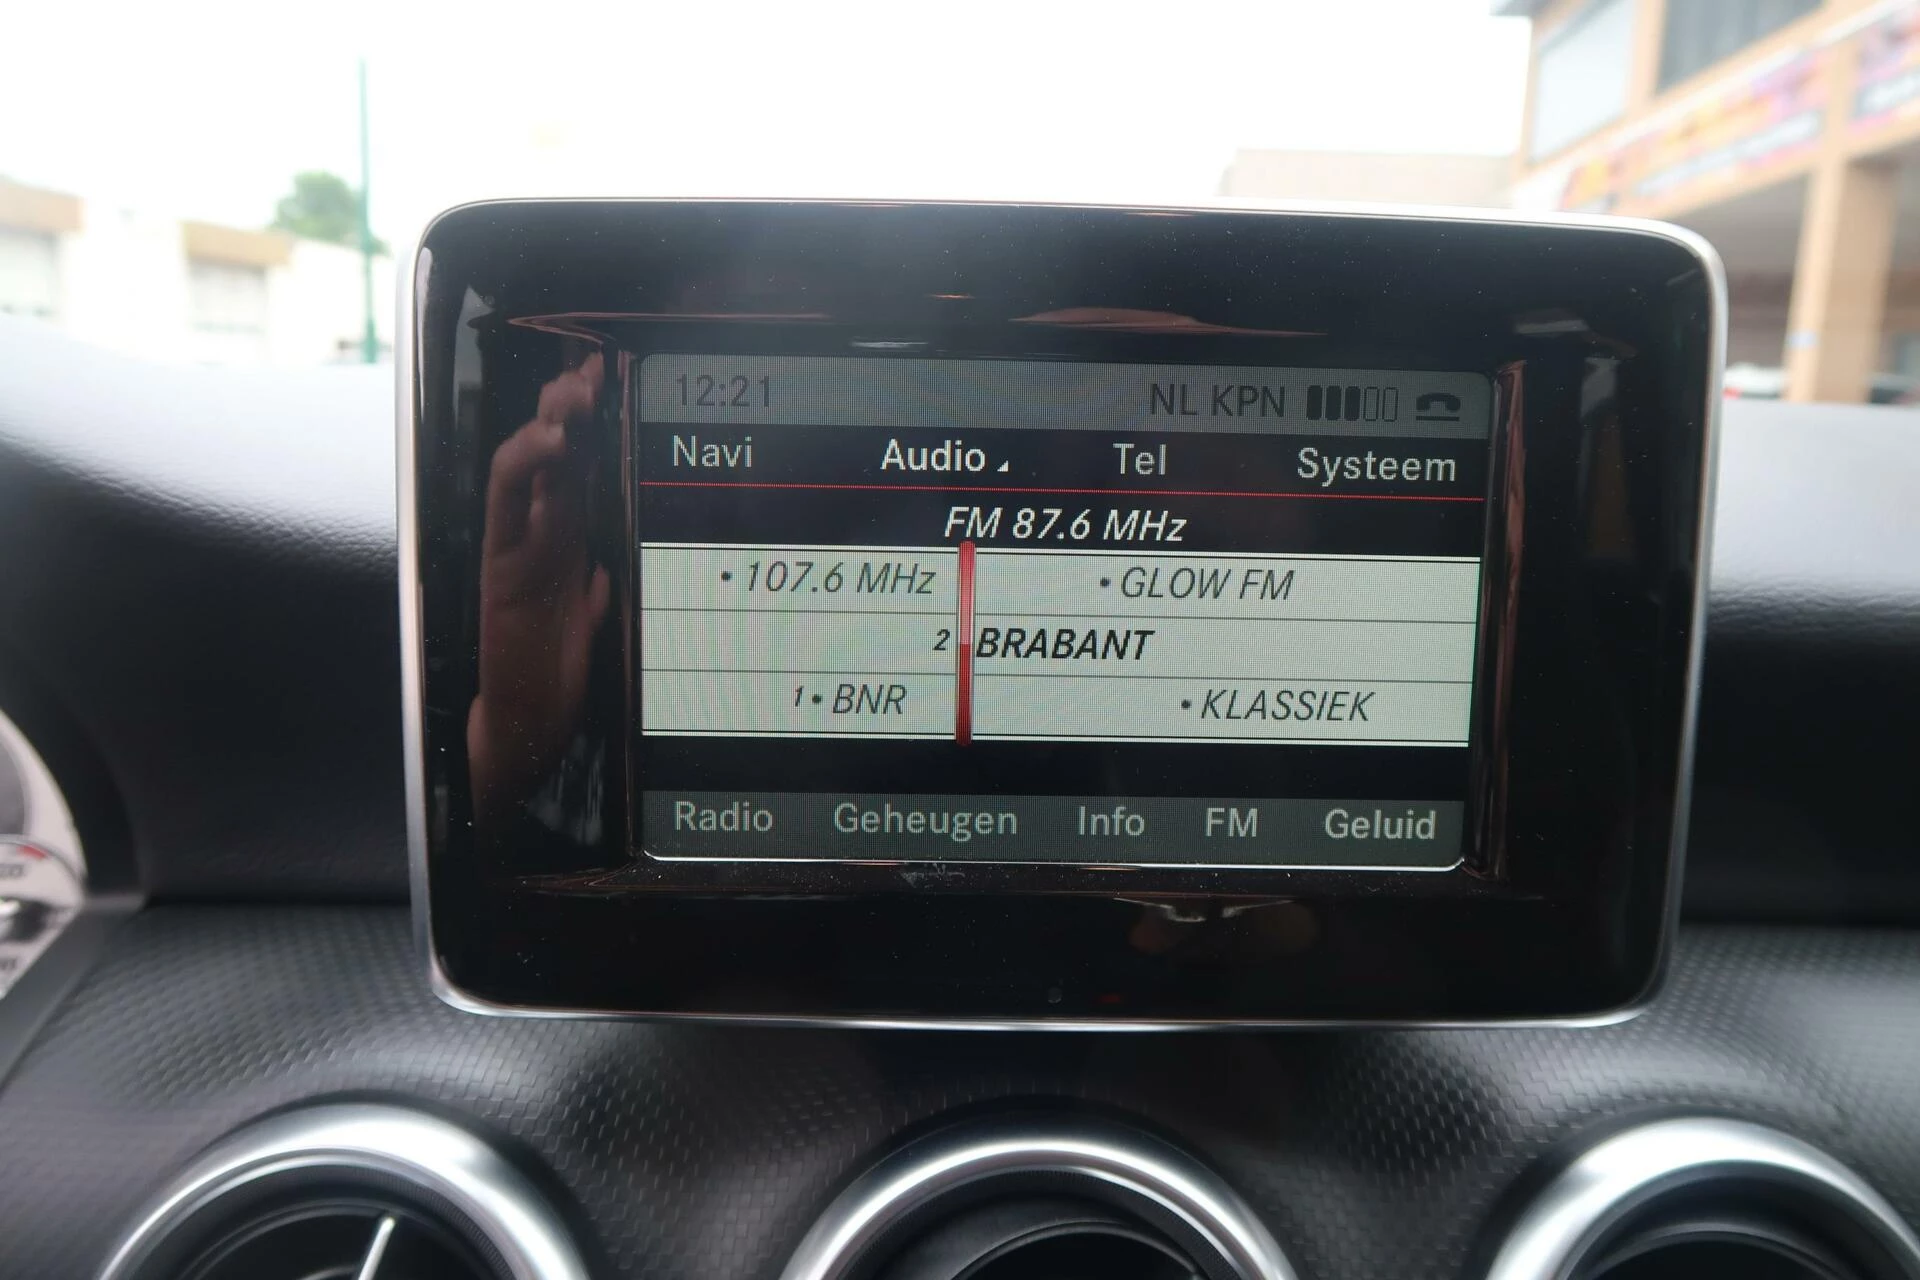 12:21 NL KPN
Navi Audio Tel Systeem
FM 87.6 MHz
• 107.6 MHz • GLOW FM
2 BRABANT
1 • BNR • KLASSIEK
Radio Geheugen Info FM Geluid